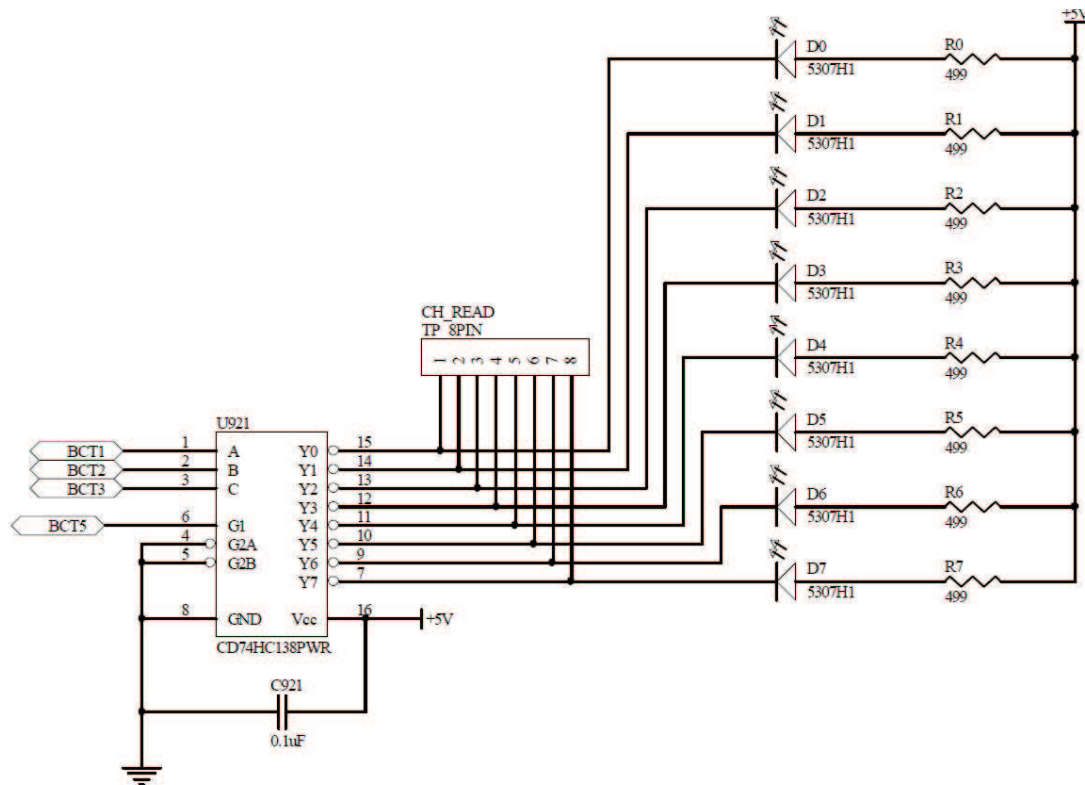 +5V
D0
5307H1
R0
499
D1
5307H1
R1
499
D2
5307H1
R2
499
D3
5307H1
R3
499
CH_READ
TP_8PIN
1 2 3 4 5 6 7 8
D4
5307H1
R4
499
D5
5307H1
R5
499
D6
5307H1
R6
499
D7
5307H1
R7
499
U921
BCT1 1 A Y0 15
BCT2 2 B Y1 14
BCT3 3 C Y2 13
Y3 12
BCT5 6 G1 Y4 11
4 G2A Y5 10
5 G2B Y6 9
Y7 7
8 GND Vcc 16 +5V
CD74HC138PWR
C921
0.1uF